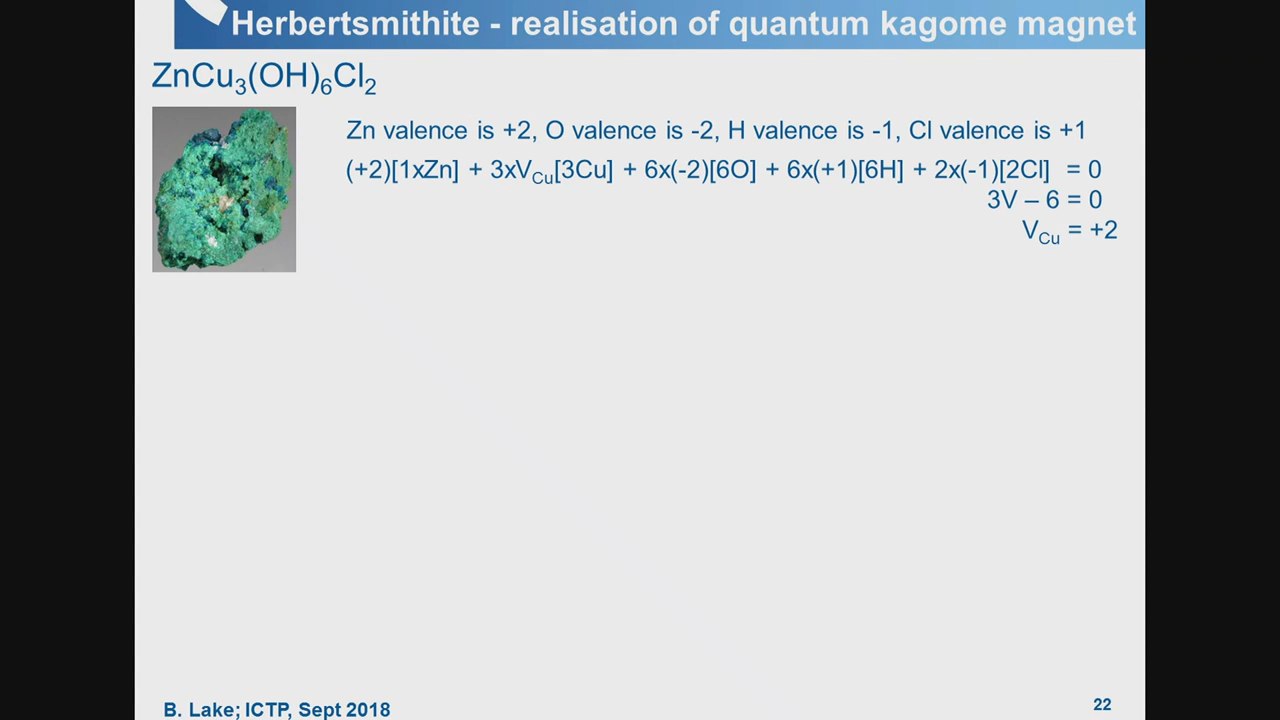 Herbertsmithite - realisation of quantum kagome magnet
ZnCu₃(OH)₆Cl₂
Zn valence is +2, O valence is -2, H valence is -1, Cl valence is +1
(+2)[1xZn] + 3xV_Cu[3Cu] + 6x(-2)[6O] + 6x(+1)[6H] + 2x(-1)[2Cl] = 0
3V – 6 = 0
V_Cu = +2
B. Lake; ICTP, Sept 2018
22